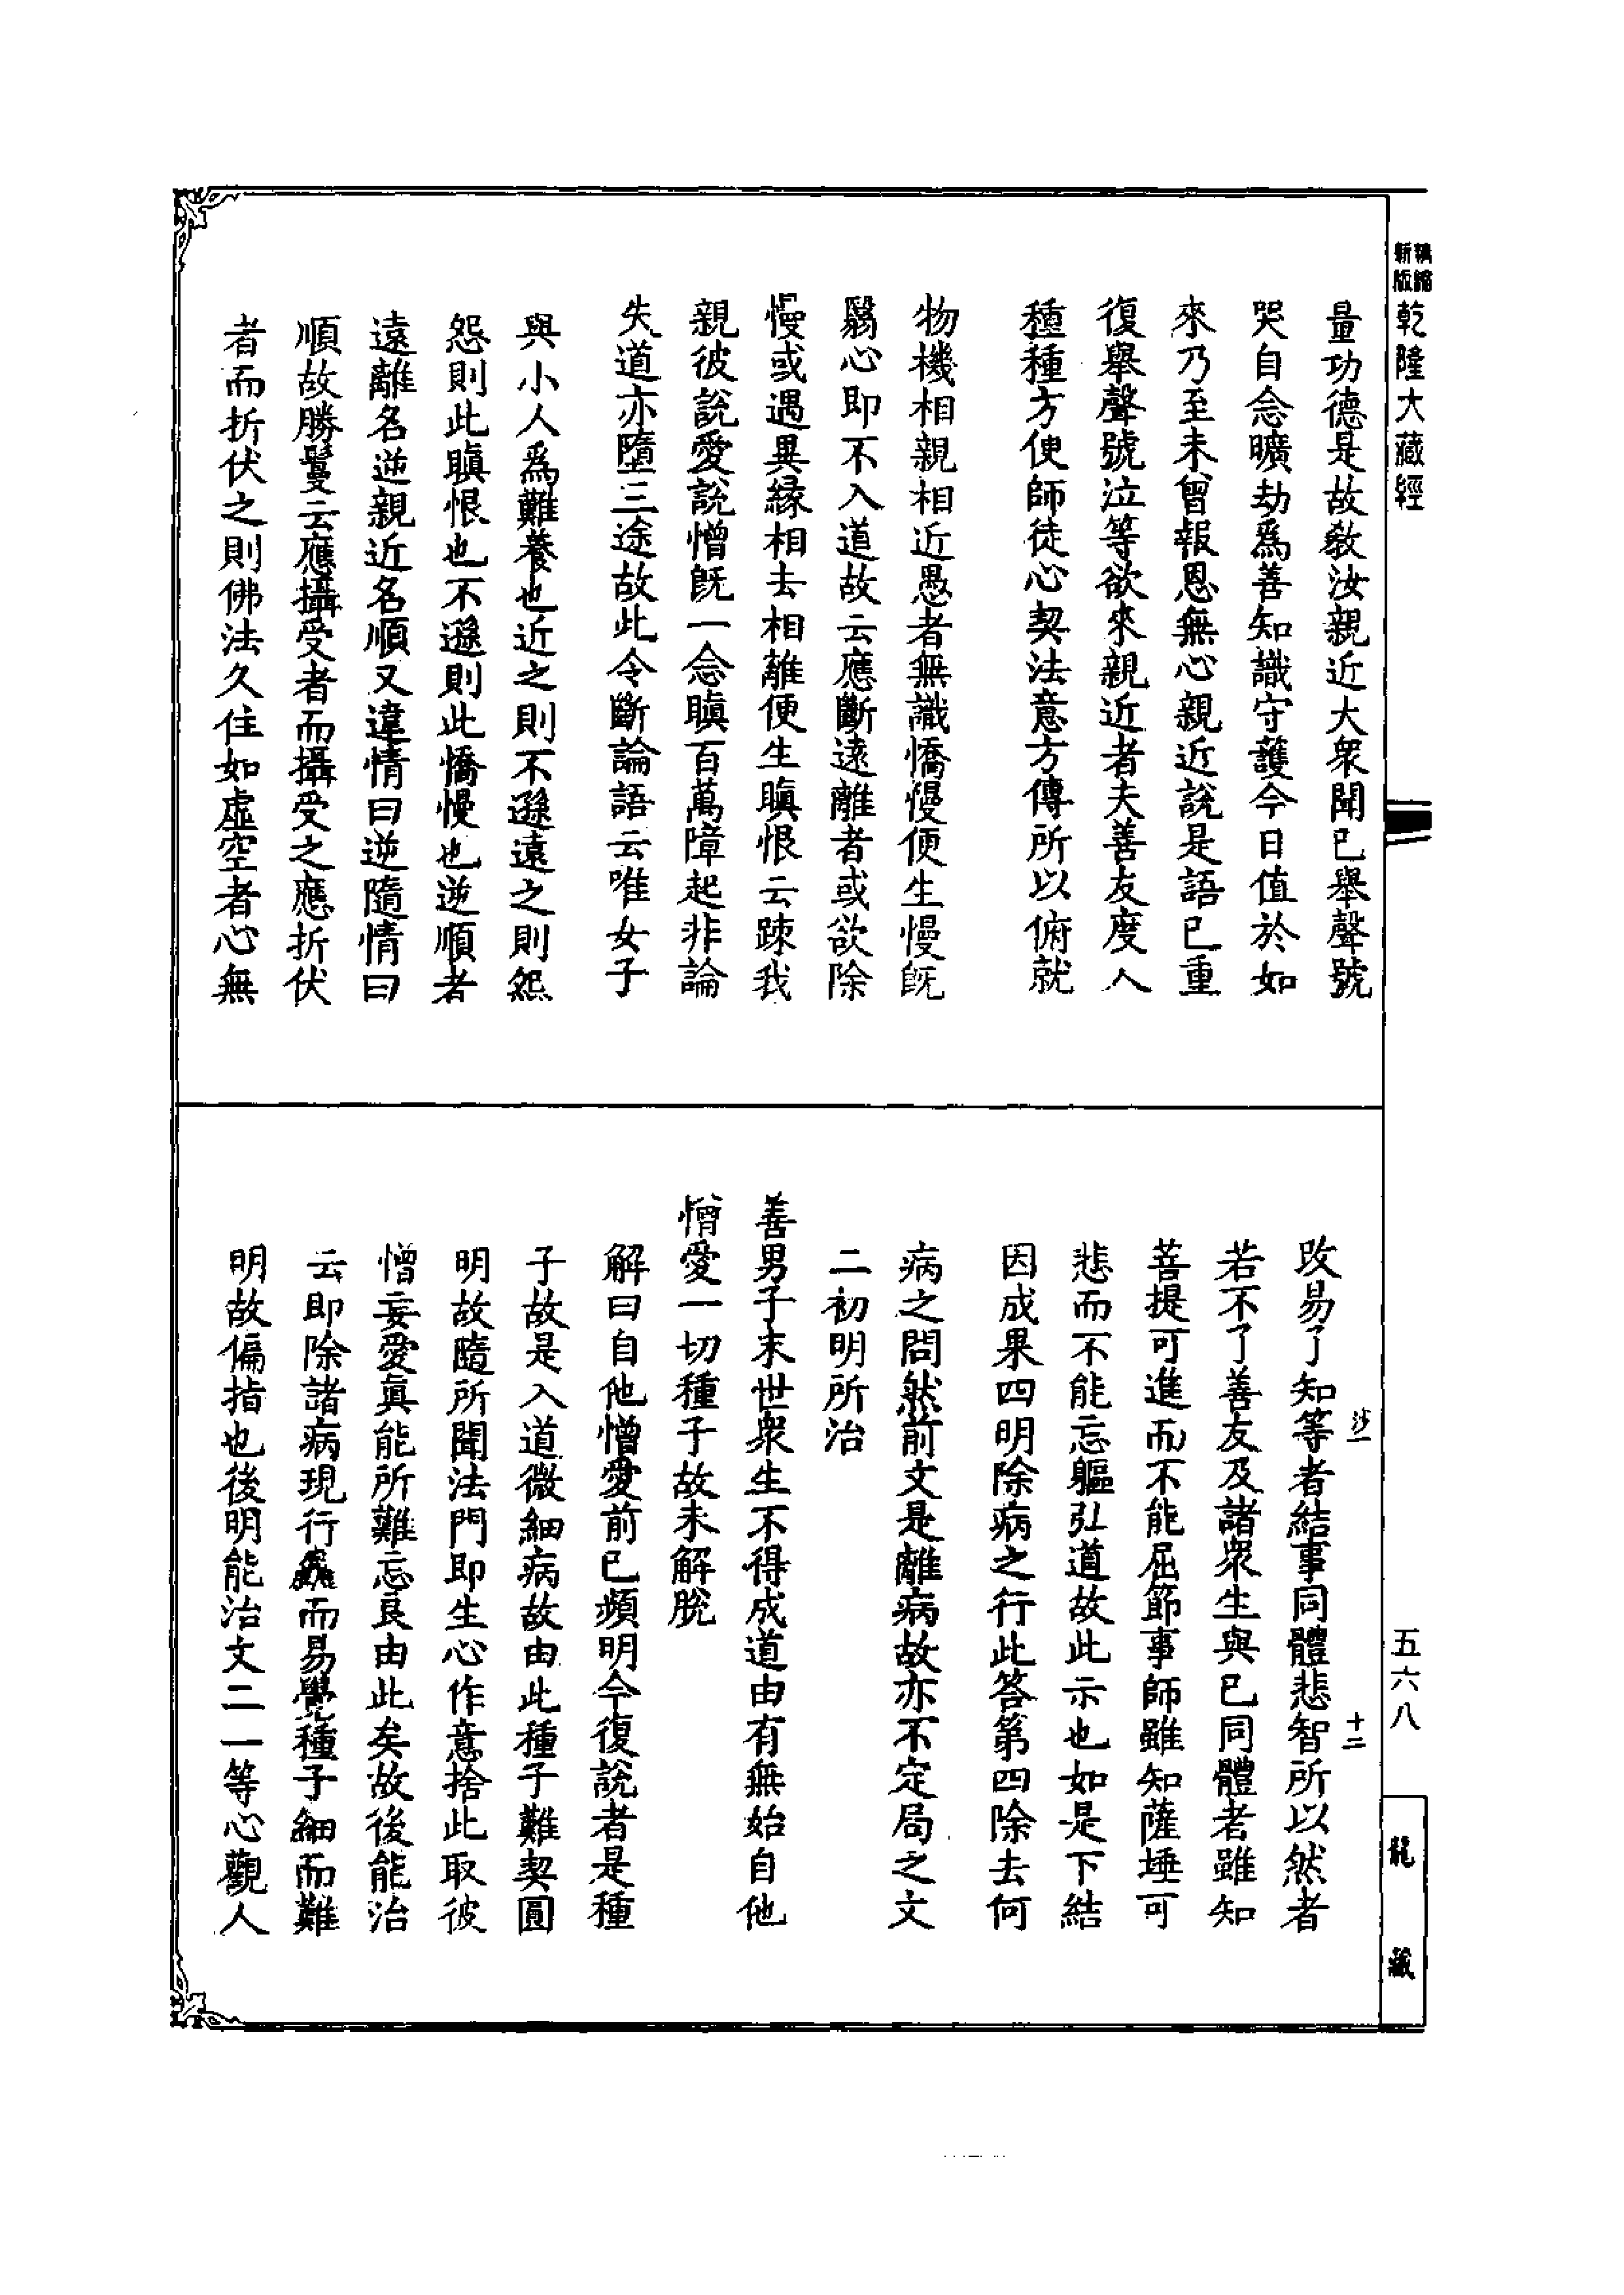 新版精縮乾隆大藏經
量功德是故敎汝親近大衆聞已舉聲號
哭自念曠劫爲善知識守護今日值於如
來乃至未曾報恩無心親近說是語已重
復舉聲號泣等欲來親近者夫善友度人
種種方便師徒心契法意方傳所以俯就
物機相親相近愚者無識憍慢便生慢旣
翳心即不入道故云應斷遠離者或欲除
慢或遇異縁相去相離便生瞋恨云踈我
親彼說愛說憎旣一念瞋百萬障起非論
失道亦墮三途故此令斷論語云唯女子
與小人爲難養也近之則不遜遠之則怨
怨則此瞋恨也不遜則此憍慢也逆順者
遠離名逆親近名順又違情曰逆隨情曰
順故勝鬘云應攝受者而攝受之應折伏
者而折伏之則佛法久住如虛空者心無
沙一
十二
改易了知等者結事同體悲智所以然者
若不了善友及諸衆生與已同體者雖知
菩提可進而不能屈節事師雖知薩埵可
悲而不能忘軀弘道故此示也如是下結
因成果四明除病之行此答第四除去何
病之問然前文是離病故亦不定局之文
二初明所治
善男子末世衆生不得成道由有無始自他
憎愛一切種子故未解脫
解曰自他憎愛前已頻明今復說者是種
子故是入道微細病故由此種子難契圓
明故隨所聞法門即生心作意捨此取彼
憎妄愛眞能所難忘良由此矣故後能治
云即除諸病現行麤而易覺種子細而難
明故偏指也後明能治文二一等心觀人
五六八
龍藏